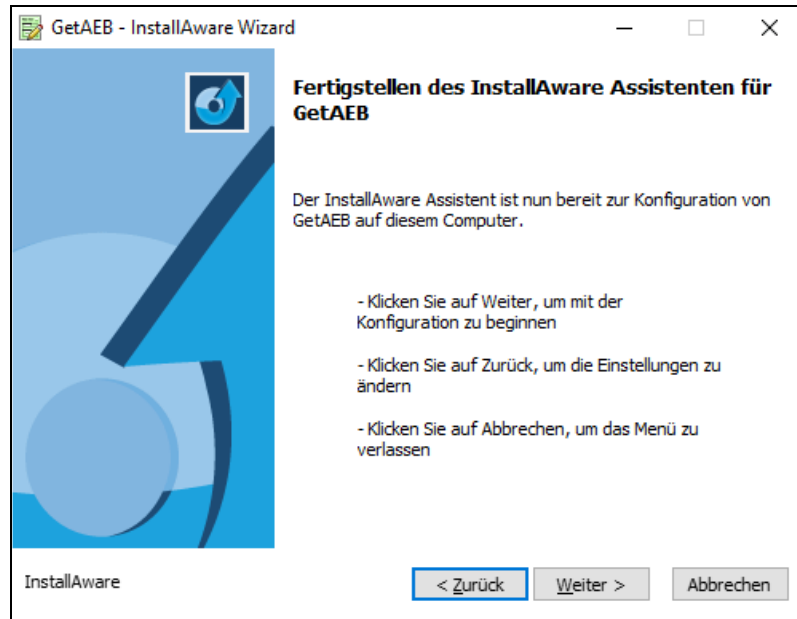 GetAEB - InstallAware Wizard
Fertigstellen des InstallAware Assistenten für
GetAEB
Der InstallAware Assistent ist nun bereit zur Konfiguration von
GetAEB auf diesem Computer.
- Klicken Sie auf Weiter, um mit der
Konfiguration zu beginnen
- Klicken Sie auf Zurück, um die Einstellungen zu
ändern
- Klicken Sie auf Abbrechen, um das Menü zu
verlassen
InstallAware
< Zurück
Weiter >
Abbrechen